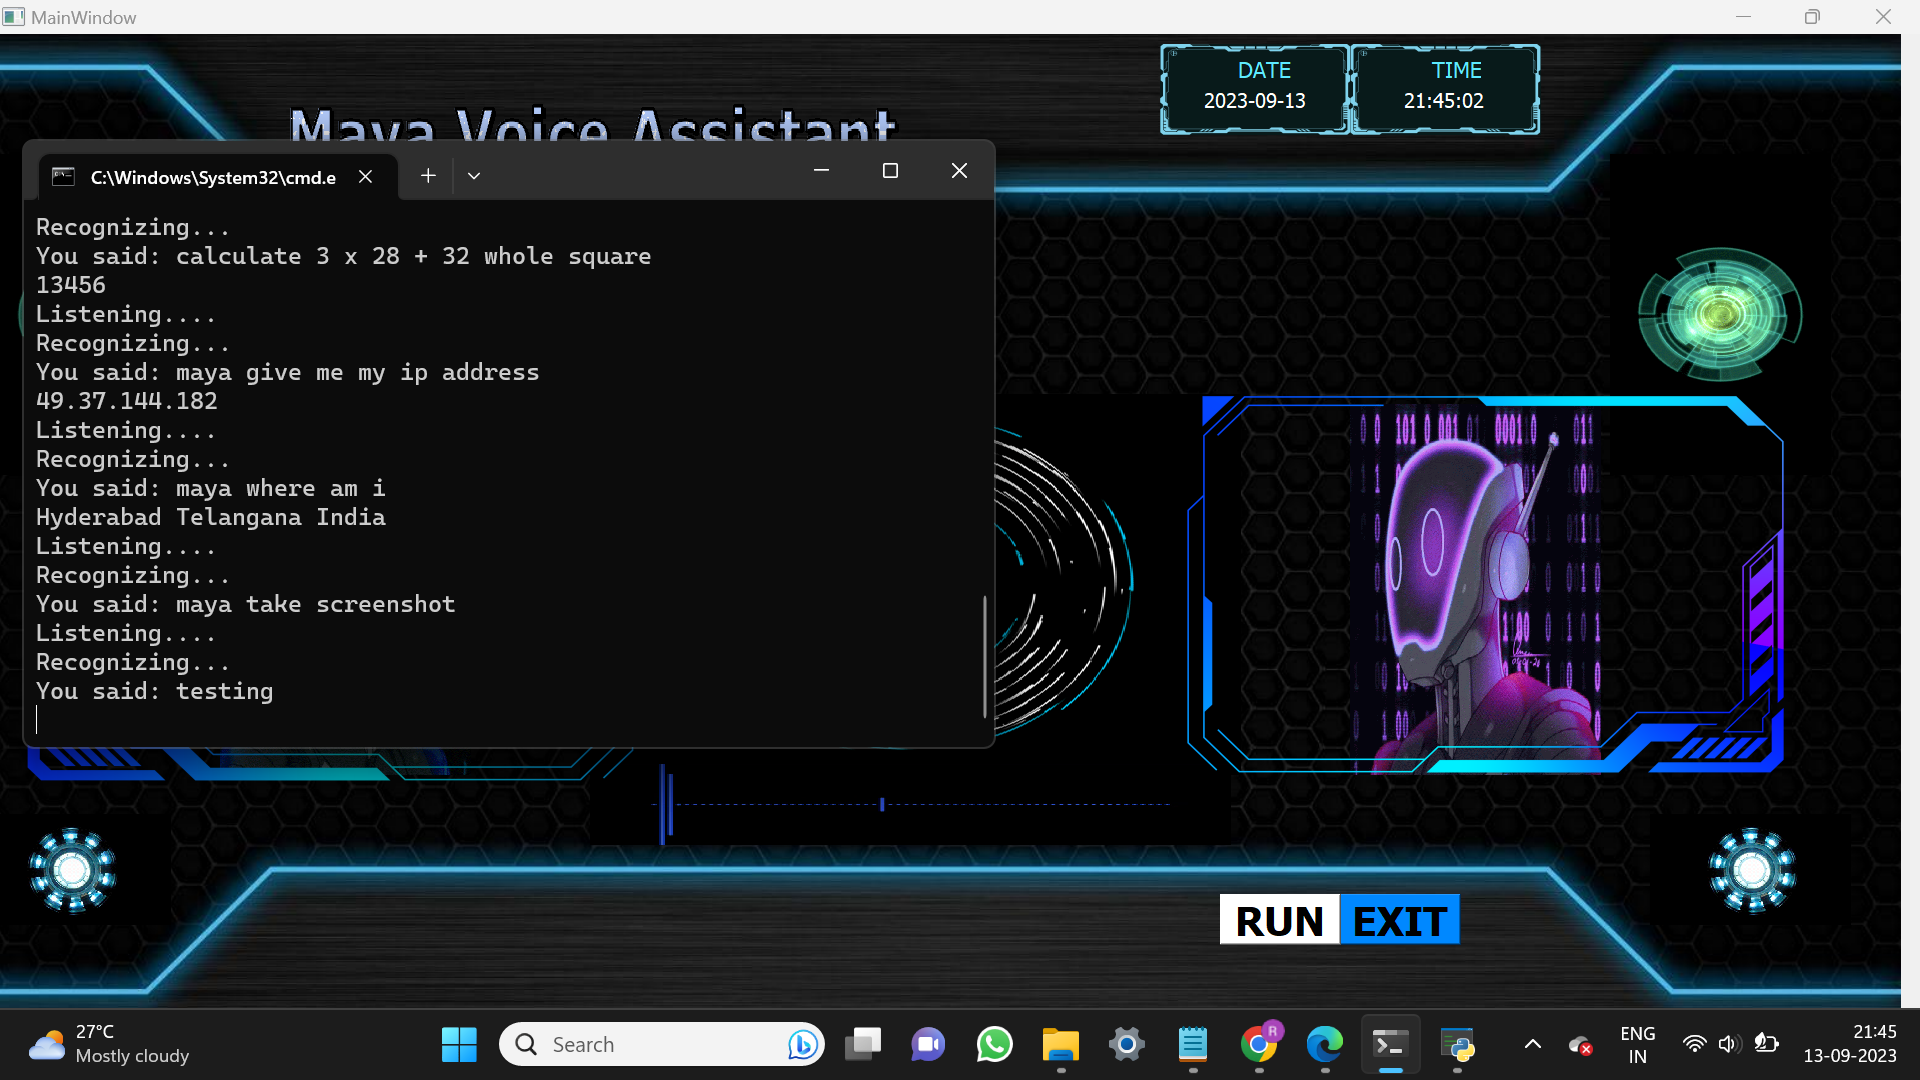 MainWindow
DATE
2023-09-13
TIME
21:45:02
Maya Voice Assistant
C:\Windows\System32\cmd.e
Recognizing...
You said: calculate 3 x 28 + 32 whole square
13456
Listening....
Recognizing...
You said: maya give me my ip address
49.37.144.182
Listening....
Recognizing...
You said: maya where am i
Hyderabad Telangana India
Listening....
Recognizing...
You said: maya take screenshot
Listening....
Recognizing...
You said: testing
RUN EXIT
27°C
Mostly cloudy
Search
R
ENG
IN
21:45
13-09-2023